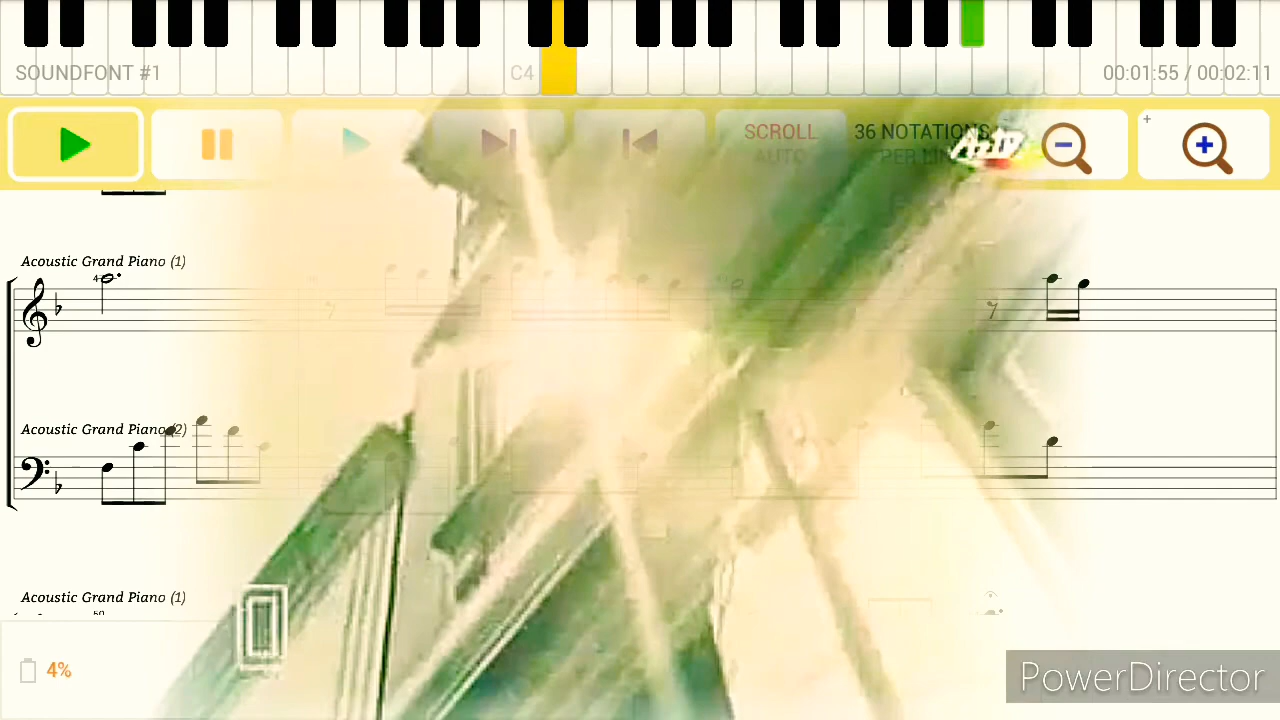 SOUNDFONT #1
C4
00:01:55 / 00:02:11
SCROLL
AUTO
36 NOTATIONS
PER LINE
AzTV
+
Acoustic Grand Piano (1)
Acoustic Grand Piano (2)
Acoustic Grand Piano (1)
4%
PowerDirector